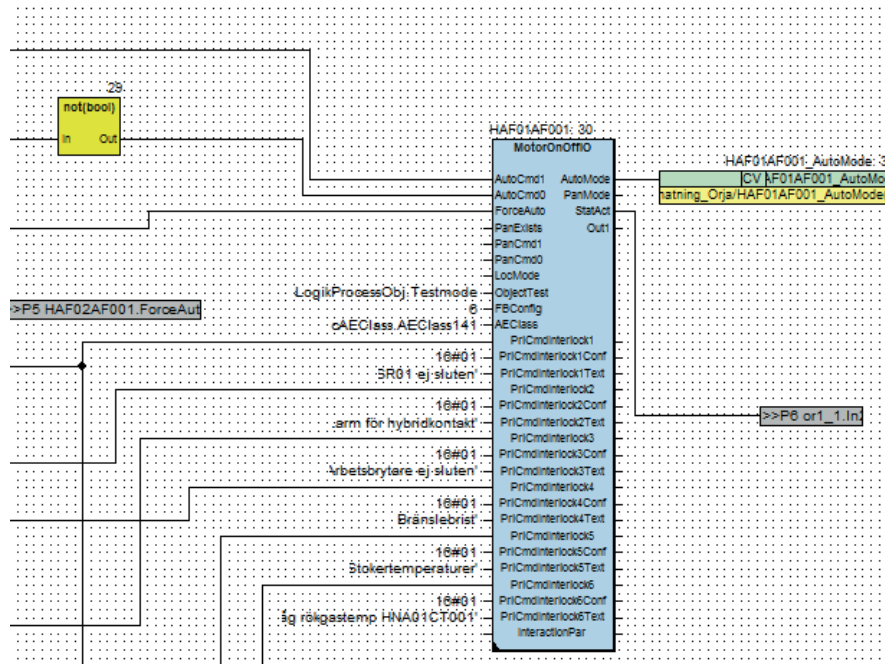 29
not(bool)
In Out
HAF01AF001: 30
MotorOnOffIO
HAF01AF001_AutoMode: 3
AutoCmd1 AutoMode
CV AF01AF001_AutoMo
AutoCmd0 PanMode
natning_Orja/HAF01AF001_AutoMode
ForceAuto StatAct
PanExists Out1
PanCmd1
PanCmd0
LocMode
LogikProcessObj.Testmode ObjectTest
>P5 HAF02AF001.ForceAut
6 FBConfig
cAEClass.AEClass141 AEClass
PriCmdInterlock1
16#01 PriCmdInterlock1Conf
SR01 ej sluten' PriCmdInterlock1Text
PriCmdInterlock2
16#01 PriCmdInterlock2Conf
>>P6 or1_1.In2
.arm för hybridkontakt' PriCmdInterlock2Text
PriCmdInterlock3
16#01 PriCmdInterlock3Conf
Arbetsbrytare ej sluten' PriCmdInterlock3Text
PriCmdInterlock4
16#01 PriCmdInterlock4Conf
Bränslebrist' PriCmdInterlock4Text
PriCmdInterlock5
16#01 PriCmdInterlock5Conf
Stokertemperaturer' PriCmdInterlock5Text
PriCmdInterlock6
16#01 PriCmdInterlock6Conf
åg rökgastemp HNA01CT001' PriCmdInterlock6Text
InteractionPar